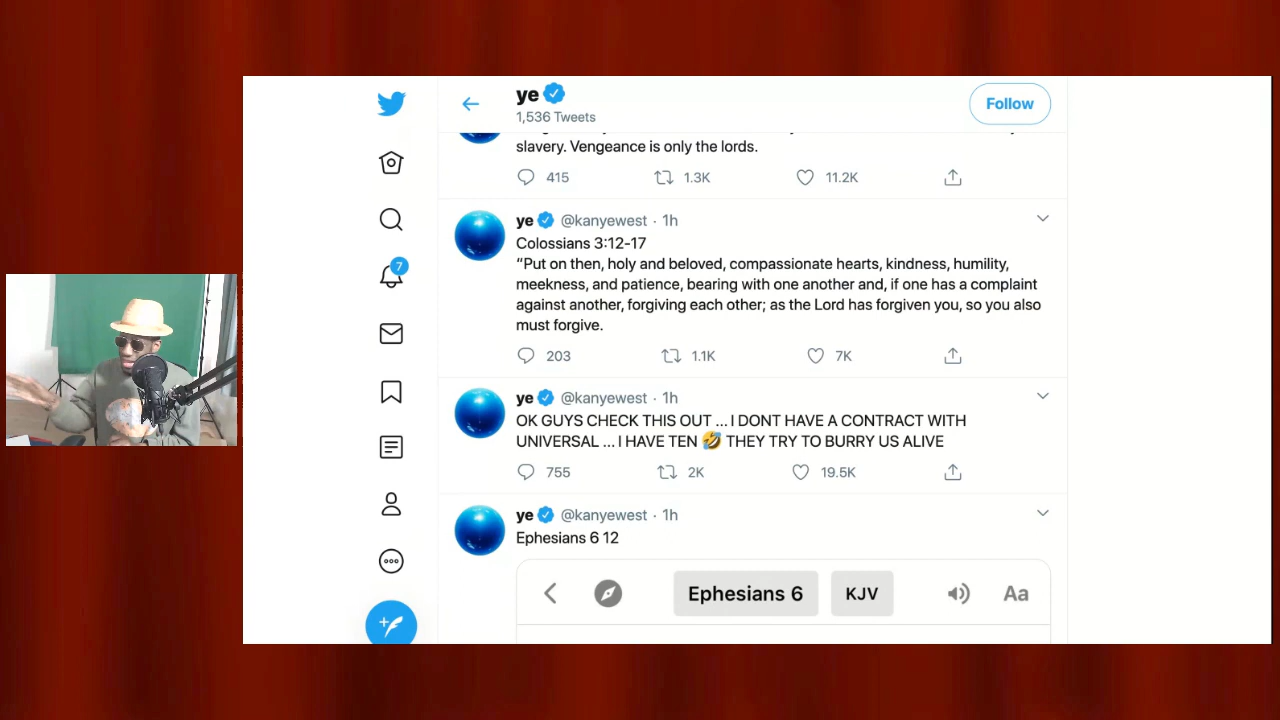 ye
1,536 Tweets
Follow
slavery. Vengeance is only the lords.
415 1.3K 11.2K
7
ye @kanyewest · 1h
Colossians 3:12-17
“Put on then, holy and beloved, compassionate hearts, kindness, humility,
meekness, and patience, bearing with one another and, if one has a complaint
against another, forgiving each other; as the Lord has forgiven you, so you also
must forgive.
203 1.1K 7K
ye @kanyewest · 1h
OK GUYS CHECK THIS OUT ... I DONT HAVE A CONTRACT WITH
UNIVERSAL ... I HAVE TEN 🤣 THEY TRY TO BURRY US ALIVE
755 2K 19.5K
ye @kanyewest · 1h
Ephesians 6 12
Ephesians 6 KJV Aa